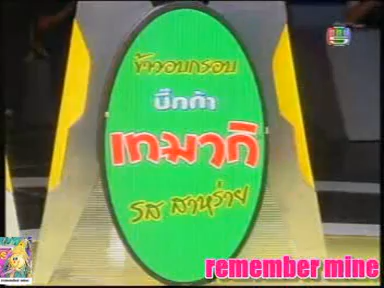 ข้าวอบกรอบ
บิ๊กก้า
เทมากิ
รส สาหร่าย
remember mine